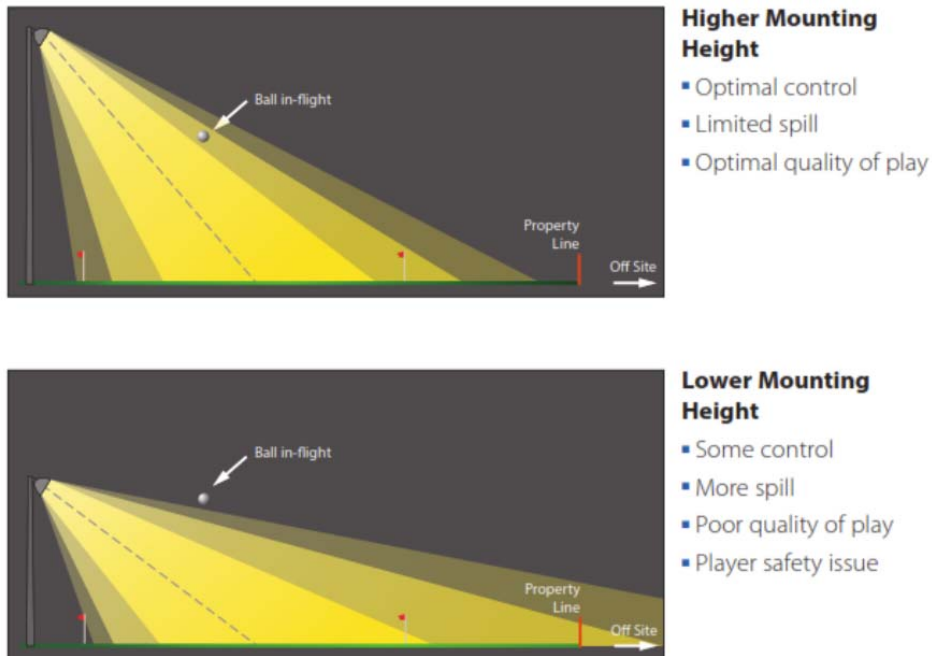 Higher Mounting
Height
▪ Optimal control
▪ Limited spill
▪ Optimal quality of play
Ball in-flight
Property
Line
Off Site
Lower Mounting
Height
▪ Some control
▪ More spill
▪ Poor quality of play
▪ Player safety issue
Ball in-flight
Property
Line
Off Site